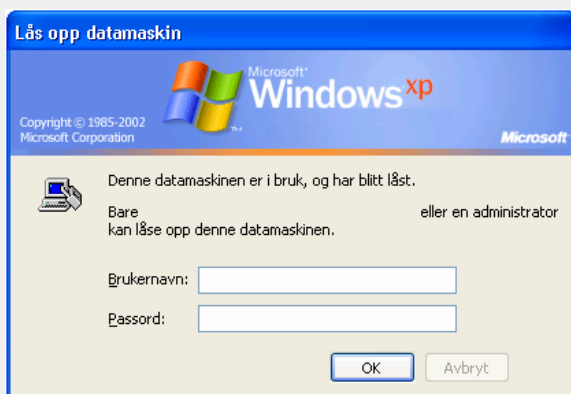 Lås opp datamaskin
Microsoft®
Windows xp
TM
Copyright © 1985-2002
Microsoft Corporation
Microsoft
Denne datamaskinen er i bruk, og har blitt låst.
Bare eller en administrator
kan låse opp denne datamaskinen.
Brukernavn:
Passord:
OK Avbryt